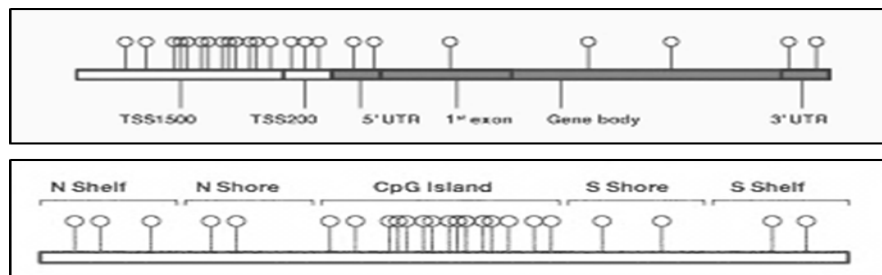 TSS1500 TSS200 5' UTR 1st exon Gene body 3' UTR
N Shelf N Shore CpG Island S Shore S Shelf